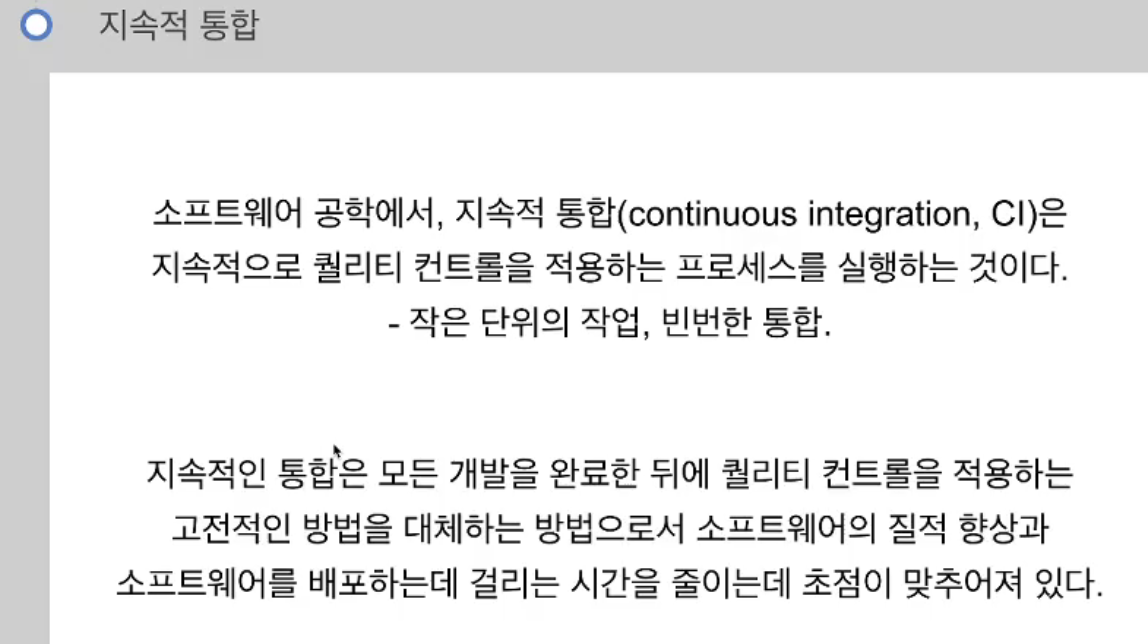 지속적 통합
소프트웨어 공학에서, 지속적 통합(continuous integration, CI)은
지속적으로 퀄리티 컨트롤을 적용하는 프로세스를 실행하는 것이다.
- 작은 단위의 작업, 빈번한 통합.
지속적인 통합은 모든 개발을 완료한 뒤에 퀄리티 컨트롤을 적용하는
고전적인 방법을 대체하는 방법으로서 소프트웨어의 질적 향상과
소프트웨어를 배포하는데 걸리는 시간을 줄이는데 초점이 맞추어져 있다.